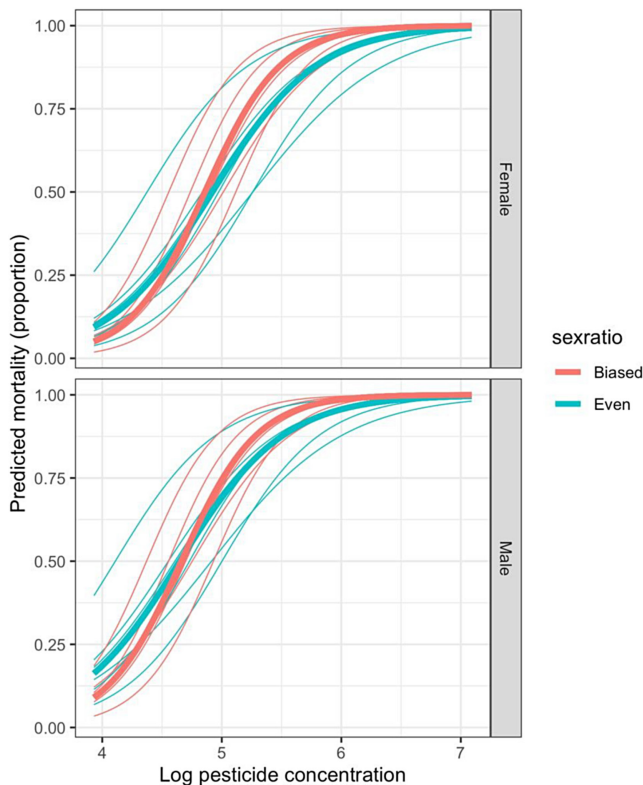 1.00
0.75
0.50
0.25
0.00
Female
1.00
0.75
0.50
0.25
0.00
Male
Predicted mortality (proportion)
4 5 6 7
Log pesticide concentration
sexratio
Biased
Even